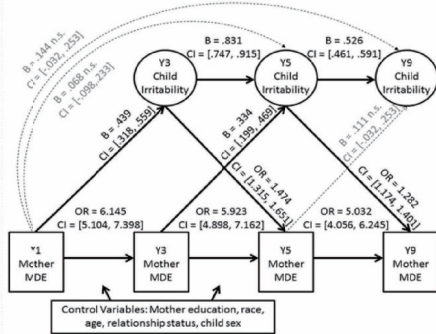 B = .144 n.s.
CI = [-.032, .253]
B = .068 n.s.
CI = [-.098, .233]
B = .831
CI = [.747, .915]
B = .526
CI = [.461, .591]
Y3
Child
Irritability
Y5
Child
Irritability
Y9
Child
Irritability
B = .439
CI = [.318, .559]
B = .334
CI = [.199, .469]
B = .111 n.s.
CI = [-.032, .253]
OR = 1.474
CI = [1.315, 1.651]
OR = 1.282
CI = [1.174, 1.401]
OR = 6.145
CI = [5.104, 7.398]
OR = 5.923
CI = [4.898, 7.162]
OR = 5.032
CI = [4.056, 6.245]
Mother
MDE
Y3
Mother
MDE
Y5
Mother
MDE
Y9
Mother
MDE
Control Variables: Mother education, race,
age, relationship status, child sex